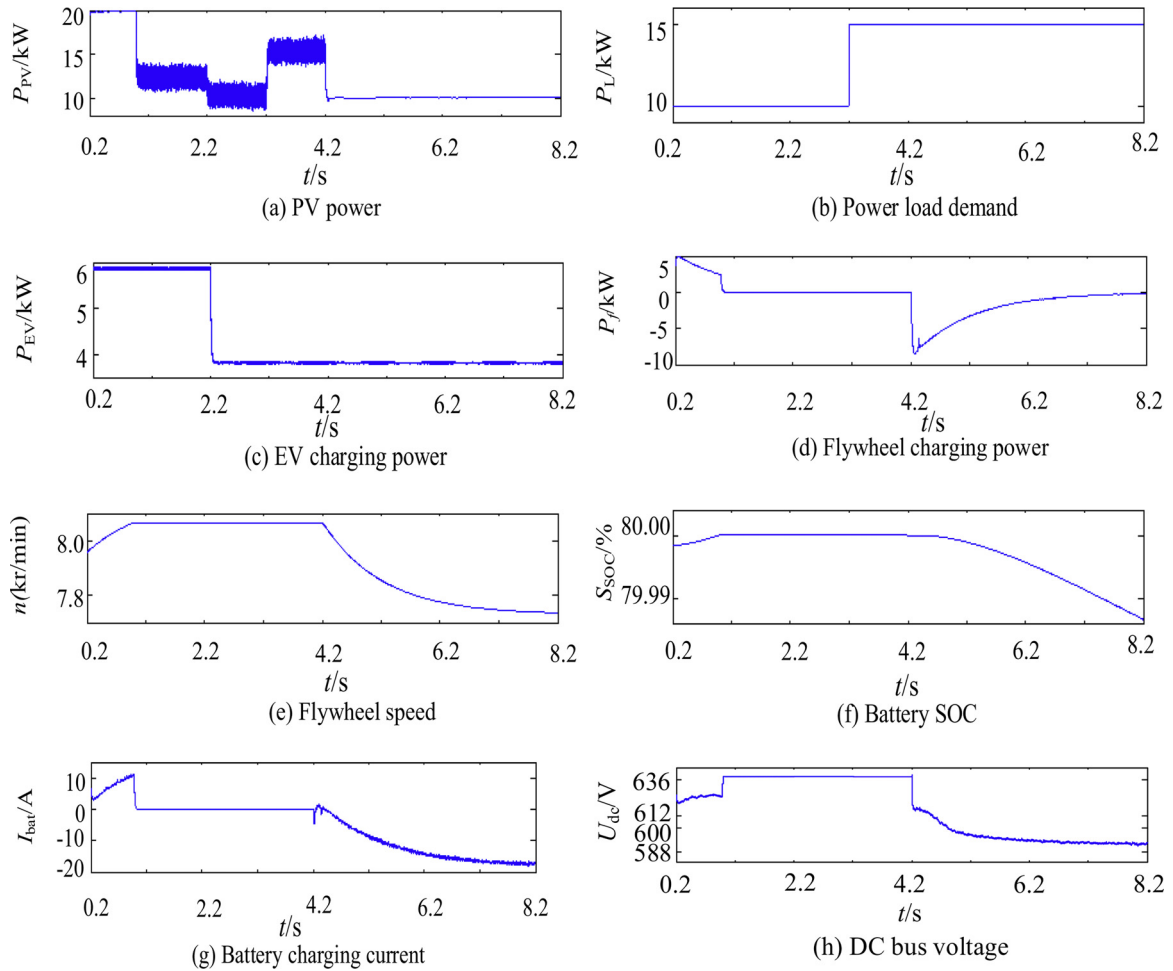 20
15
10
P_PV/kW
0.2 2.2 4.2 6.2 8.2
t/s
(a) PV power
15
10
P_L/kW
0.2 2.2 4.2 6.2 8.2
t/s
(b) Power load demand
6
5
4
P_EV/kW
0.2 2.2 4.2 6.2 8.2
t/s
(c) EV charging power
5
0
-5
-10
P_f/kW
0.2 2.2 4.2 6.2 8.2
t/s
(d) Flywheel charging power
8.0
7.8
n(kr/min)
0.2 2.2 4.2 6.2 8.2
t/s
(e) Flywheel speed
80.00
79.99
S_SOC/%
0.2 2.2 4.2 6.2 8.2
t/s
(f) Battery SOC
10
0
-10
-20
I_bat/A
0.2 2.2 4.2 6.2 8.2
t/s
(g) Battery charging current
636
612
600
588
U_dc/V
0.2 2.2 4.2 6.2 8.2
t/s
(h) DC bus voltage